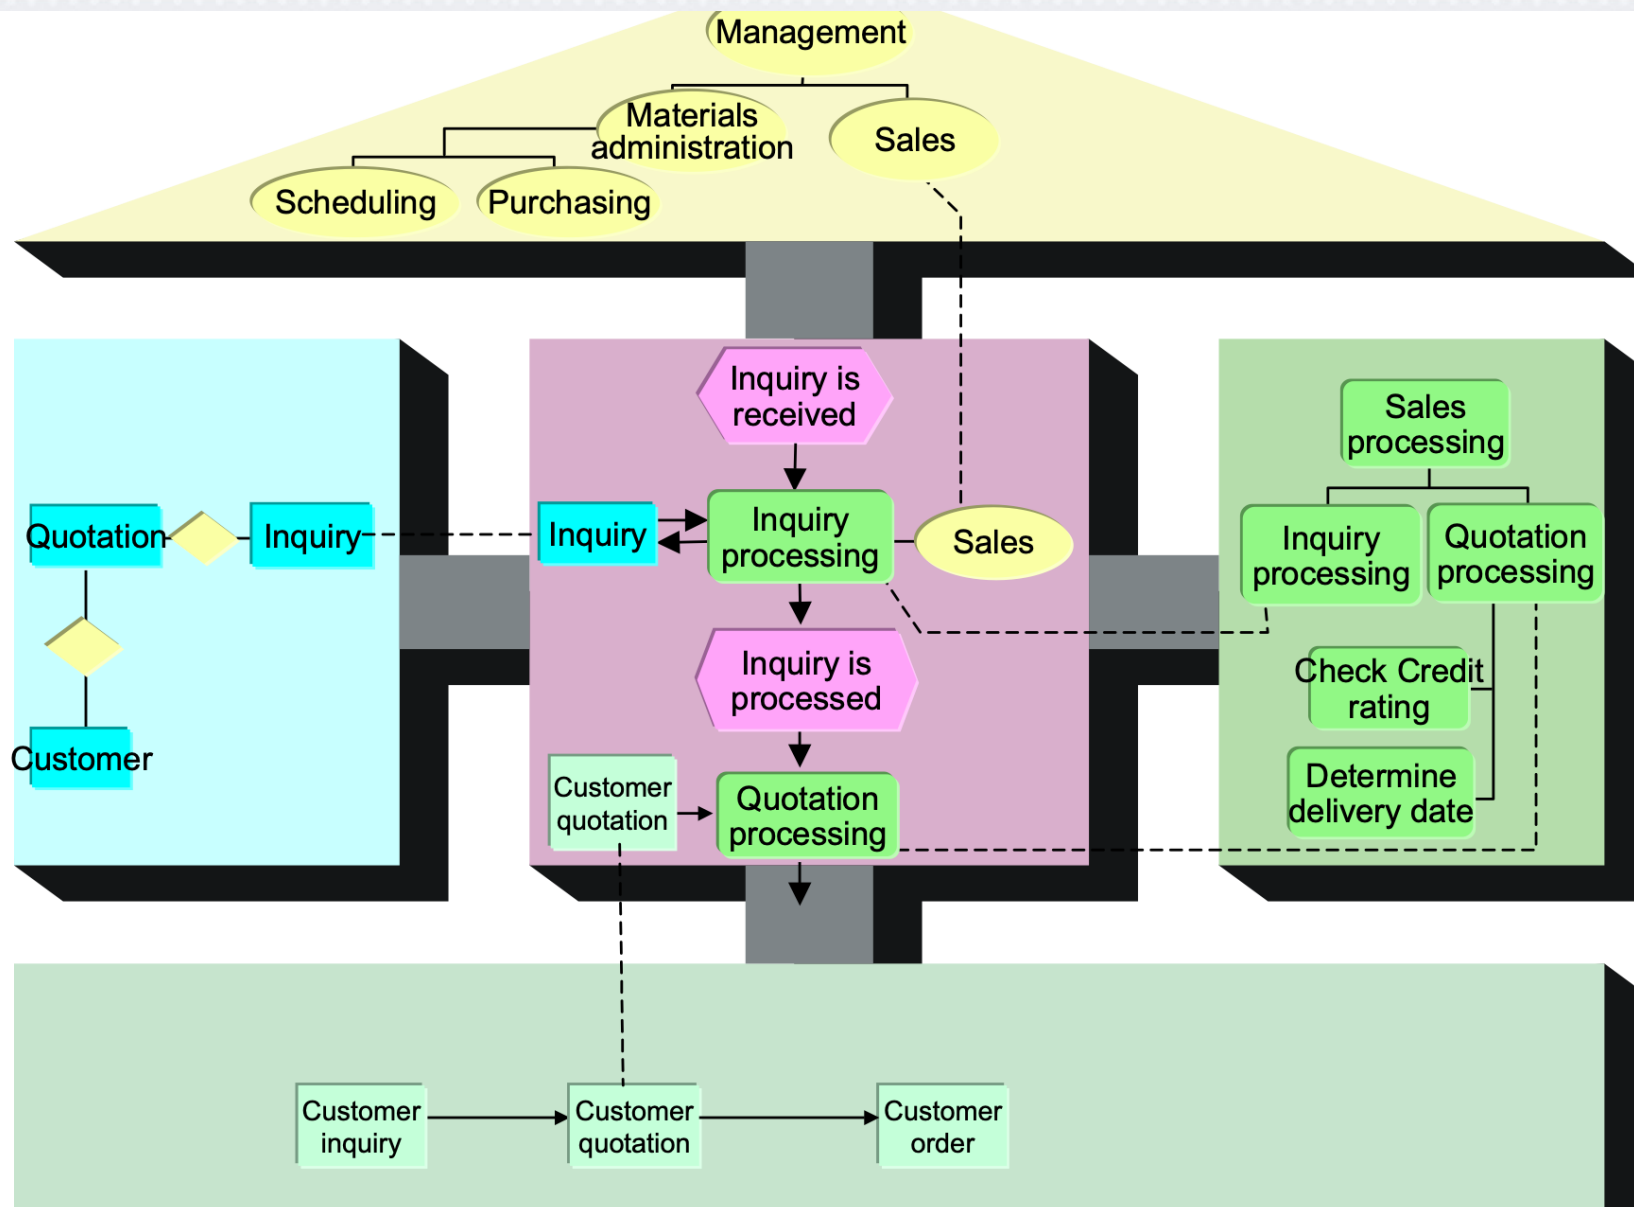 Management
Materials
administration
Sales
Scheduling
Purchasing
Quotation
Inquiry
Customer
Inquiry is
received
Inquiry
Inquiry
processing
Sales
Inquiry is
processed
Customer
quotation
Quotation
processing
Sales
processing
Inquiry
processing
Quotation
processing
Check Credit
rating
Determine
delivery date
Customer
inquiry
Customer
quotation
Customer
order